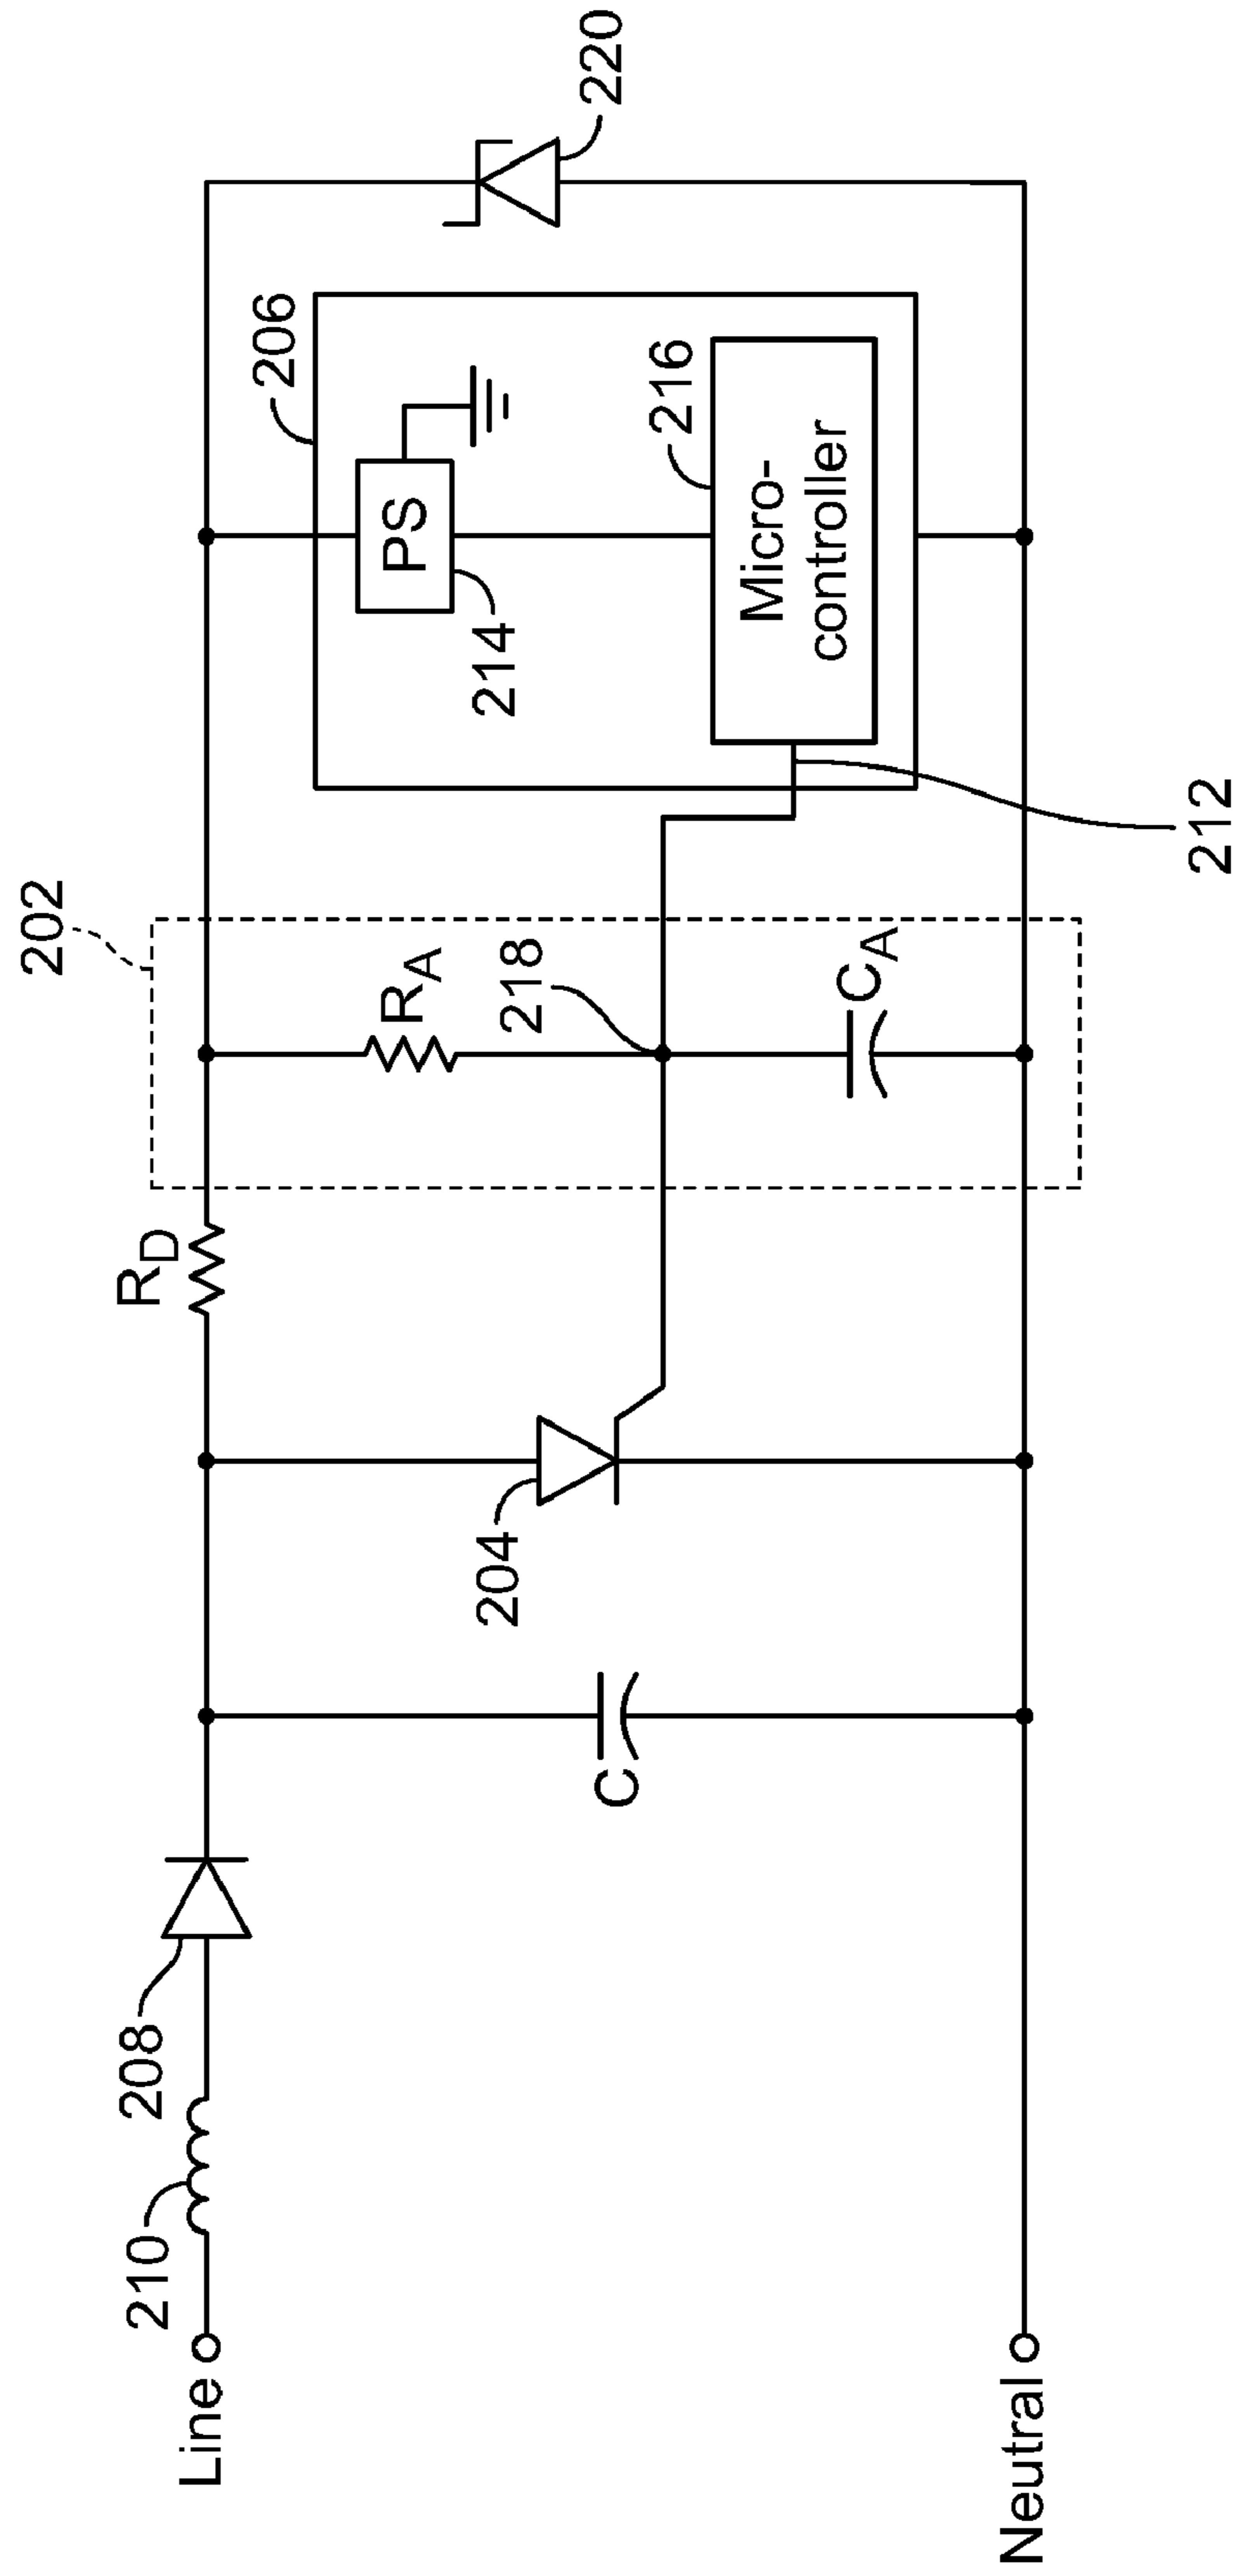 202
206
220
R_D
R_A
PS
214
216
218
Micro-
controller
C_A
204
C
208
210
Line
Neutral
212